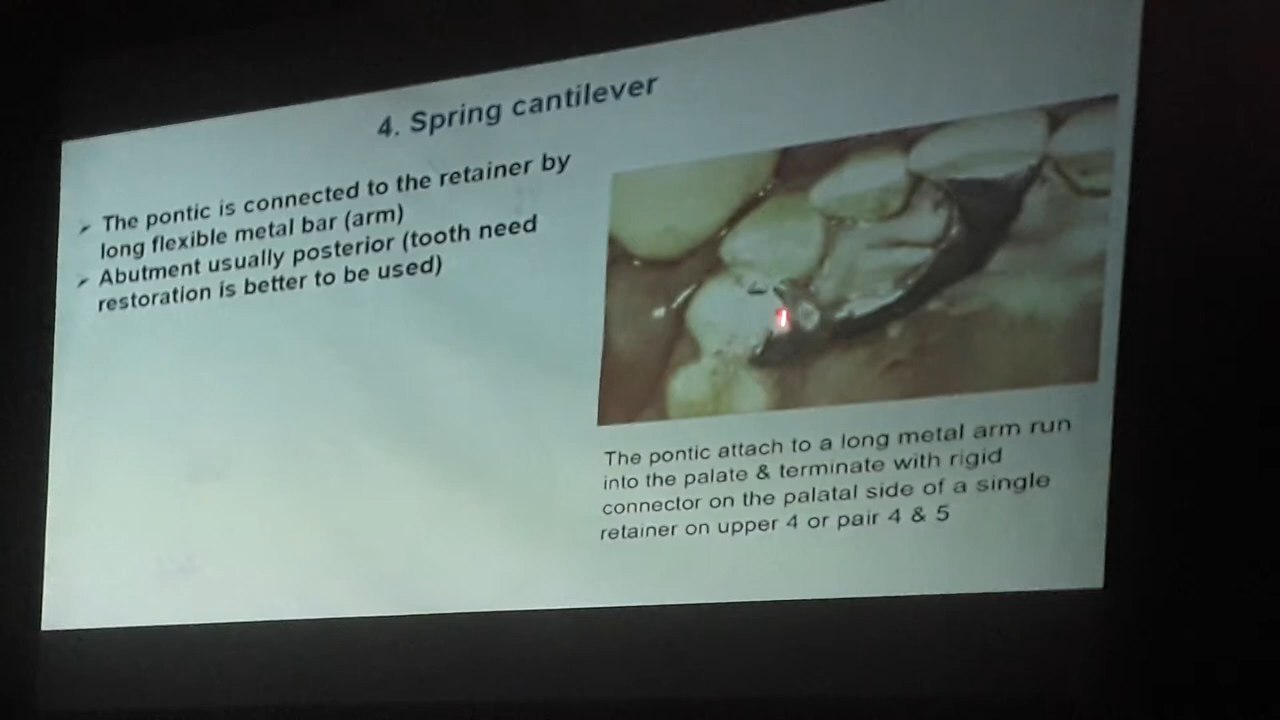 4. Spring cantilever
➢ The pontic is connected to the retainer by
long flexible metal bar (arm)
➢ Abutment usually posterior (tooth need
restoration is better to be used)
The pontic attach to a long metal arm run
into the palate & terminate with rigid
connector on the palatal side of a single
retainer on upper 4 or pair 4 & 5